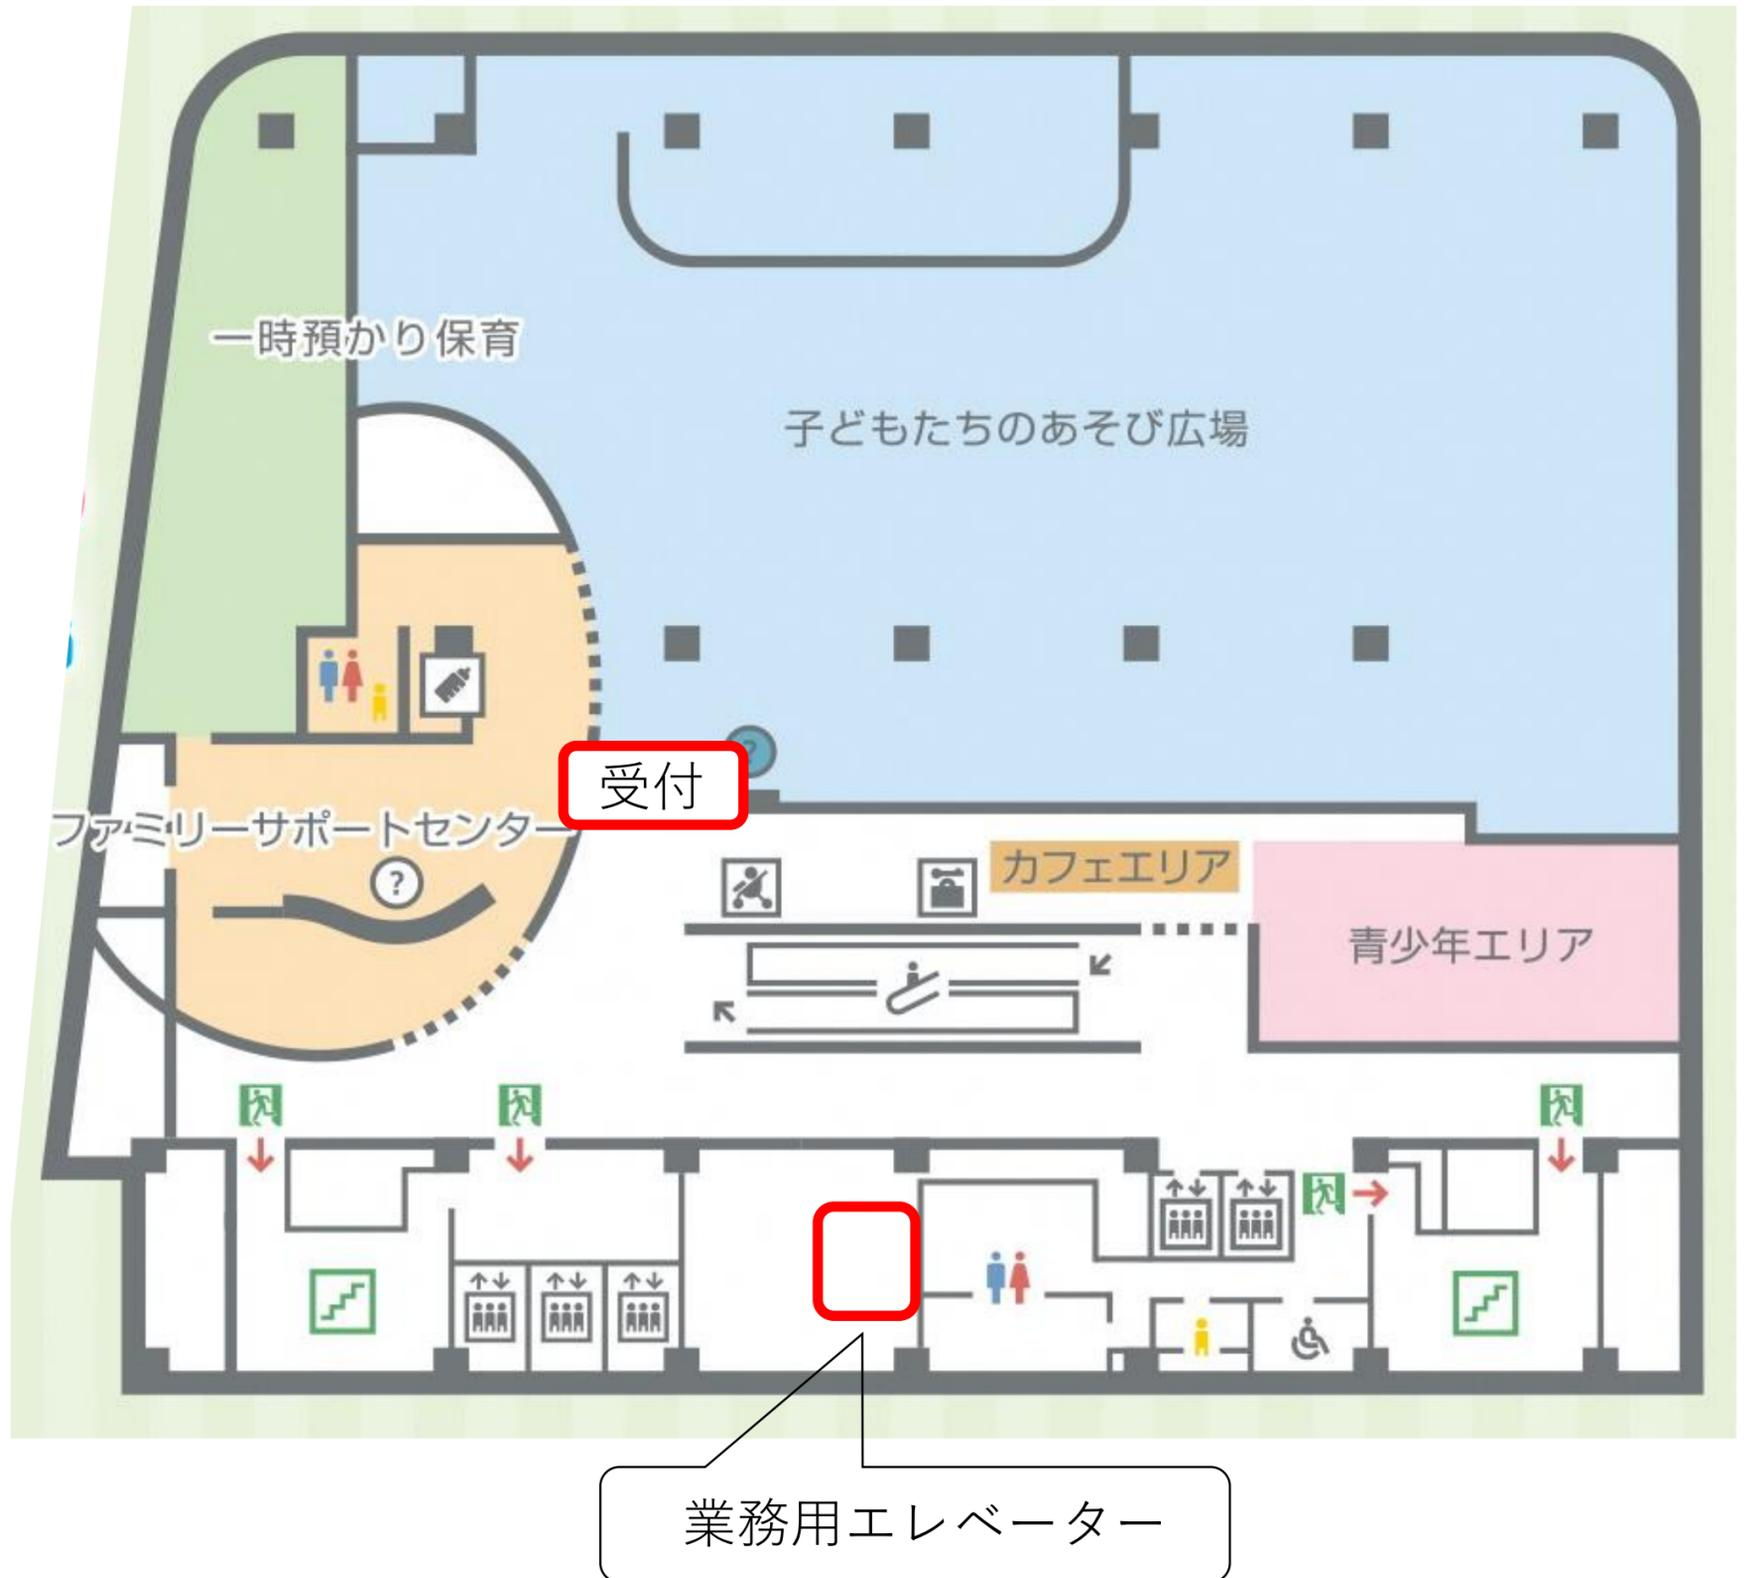 一時預かり保育
子どもたちのあそび広場
?
受付
ファミリーサポートセンター
?
カフェエリア
青少年エリア
業務用エレベーター